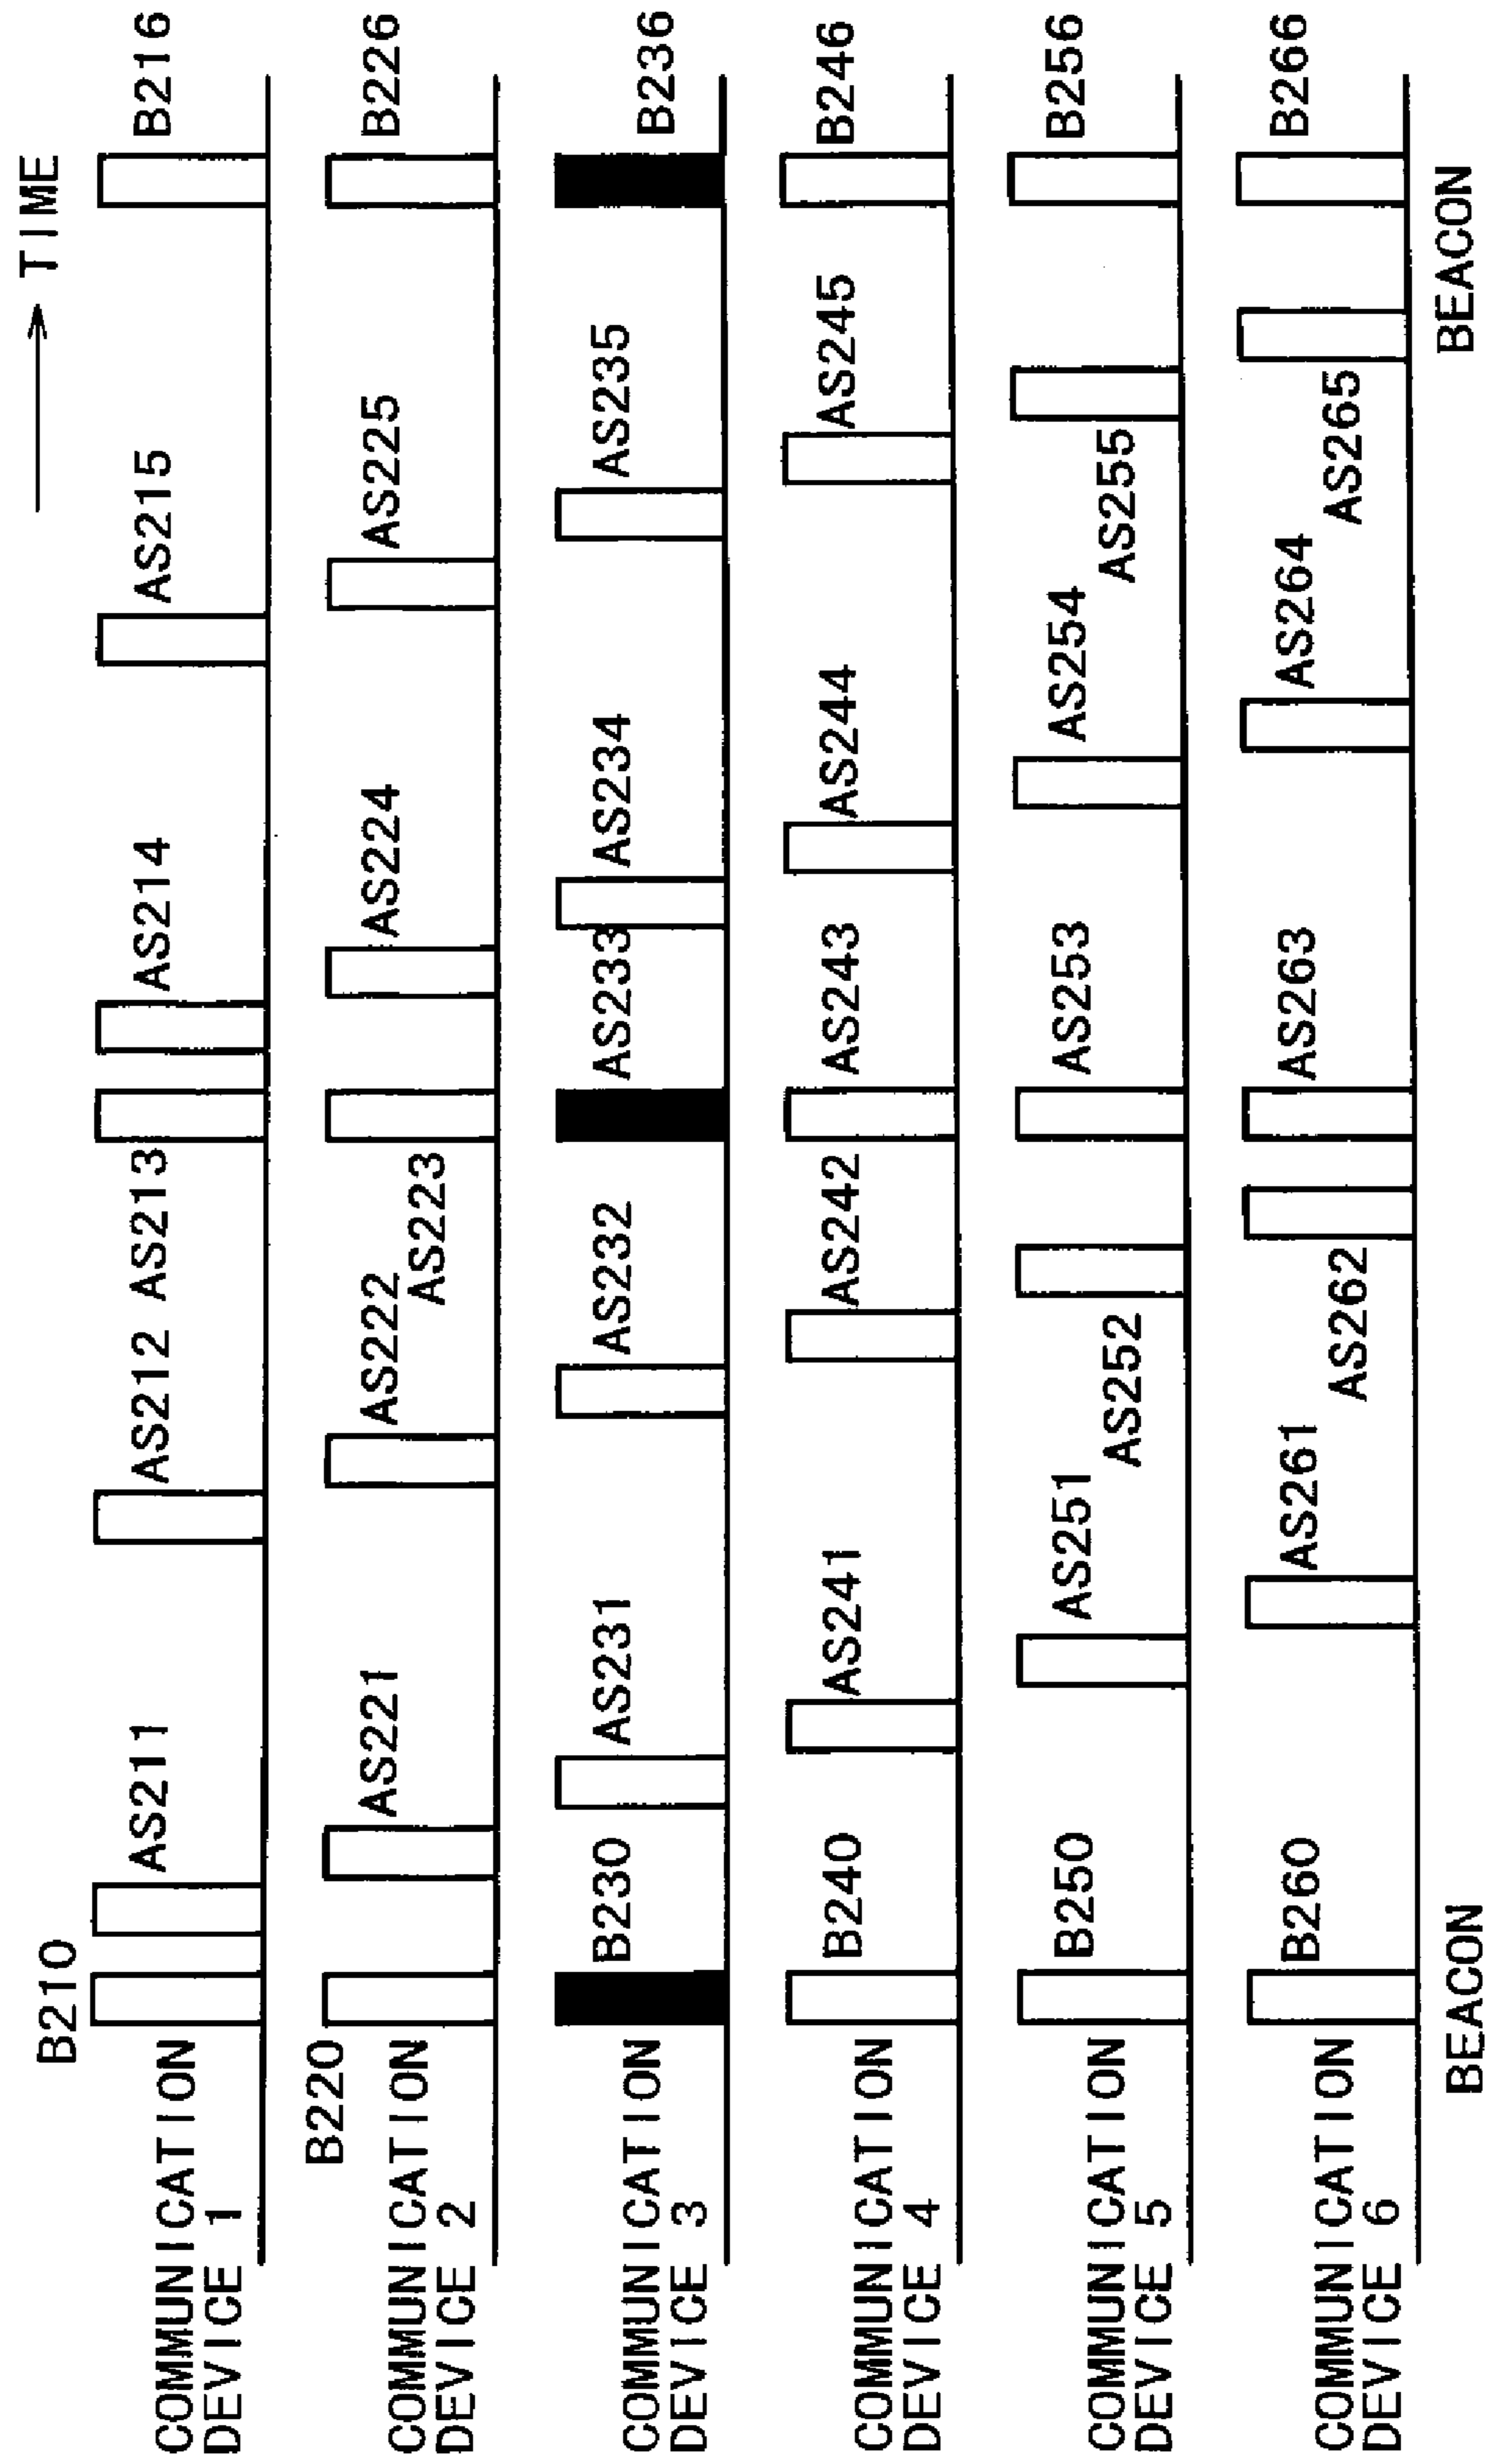 TIME
B210
AS211
AS212
AS213
AS214
AS215
B216
COMMUNICATION
DEVICE 1
B220
AS221
AS222
AS223
AS224
AS225
B226
COMMUNICATION
DEVICE 2
B230
AS231
AS232
AS233
AS234
AS235
B236
COMMUNICATION
DEVICE 3
B240
AS241
AS242
AS243
AS244
AS245
B246
COMMUNICATION
DEVICE 4
B250
AS251
AS252
AS253
AS254
AS255
B256
COMMUNICATION
DEVICE 5
B260
AS261
AS262
AS263
AS264
AS265
B266
COMMUNICATION
DEVICE 6
BEACON
BEACON